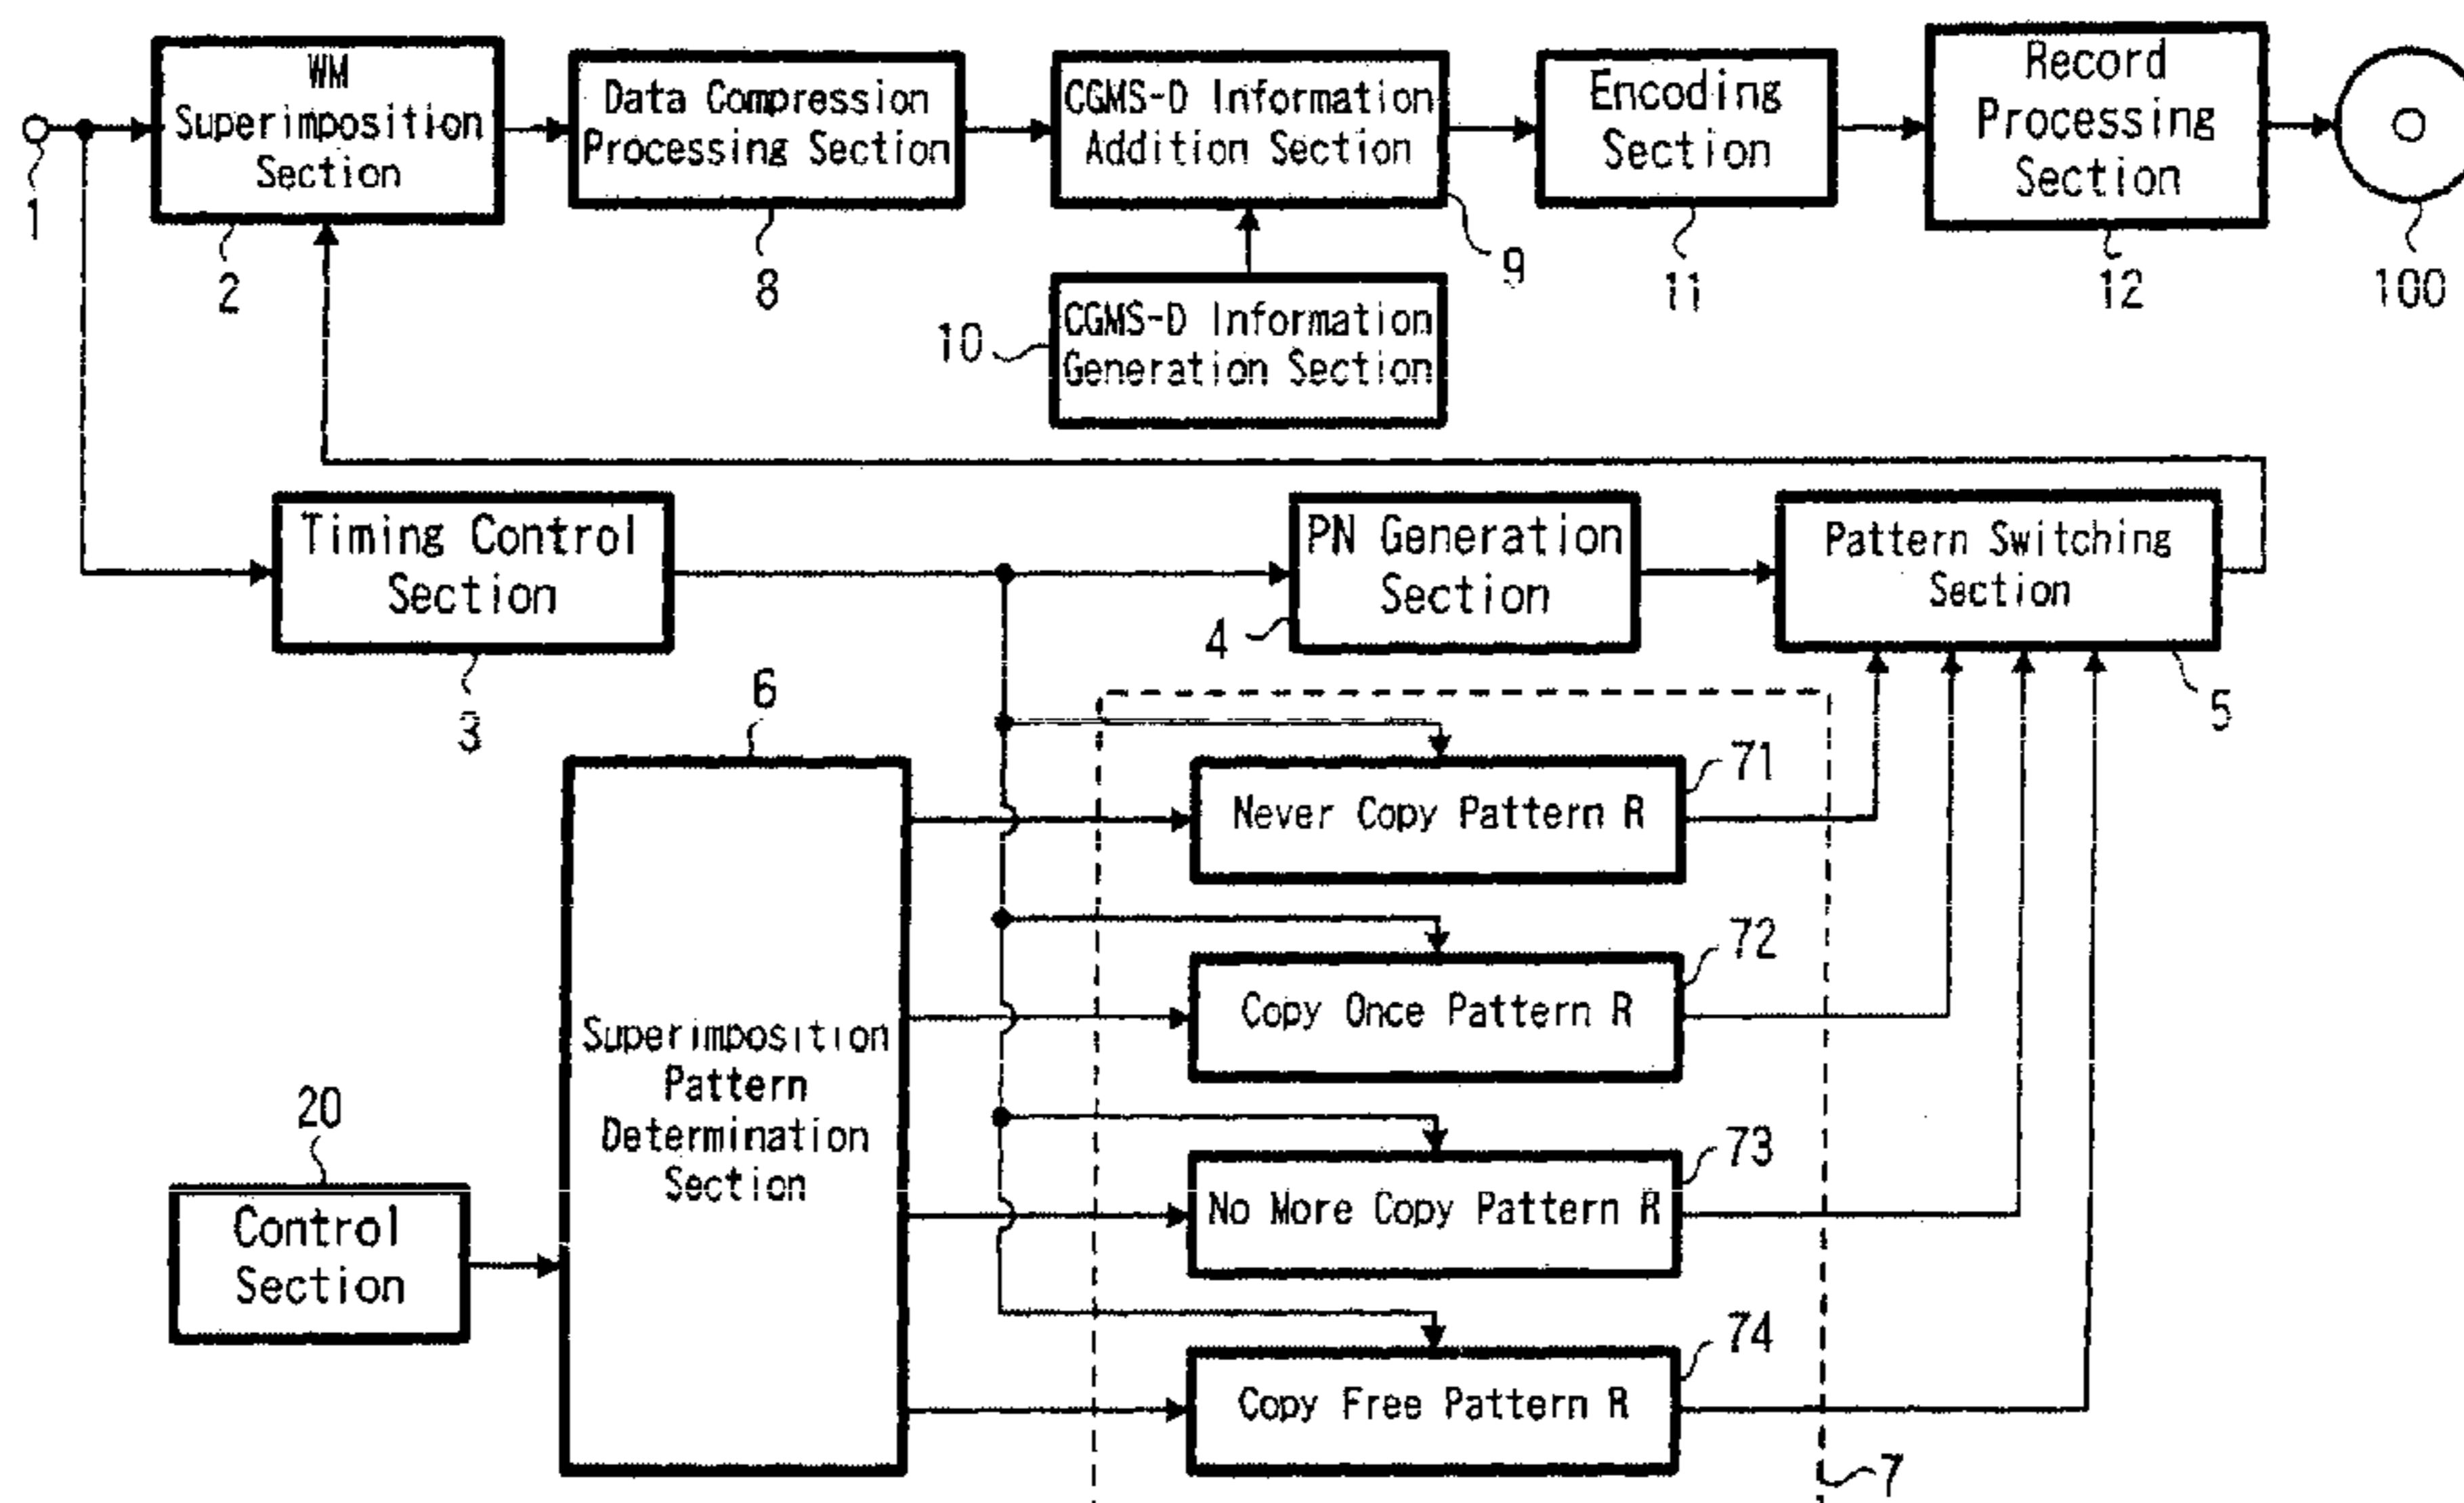 WM
Superimposition
Section
Data Compression
Processing Section
CGMS-D Information
Addition Section
Encoding
Section
Record
Processing
Section
1
2
8
9
11
12
100
10
CGMS-D Information
Generation Section
Timing Control
Section
PN Generation
Section
Pattern Switching
Section
3
4
5
6
71
Never Copy Pattern R
72
Copy Once Pattern R
Superimposition
Pattern
Determination
Section
20
Control
Section
73
No More Copy Pattern R
74
Copy Free Pattern R
7